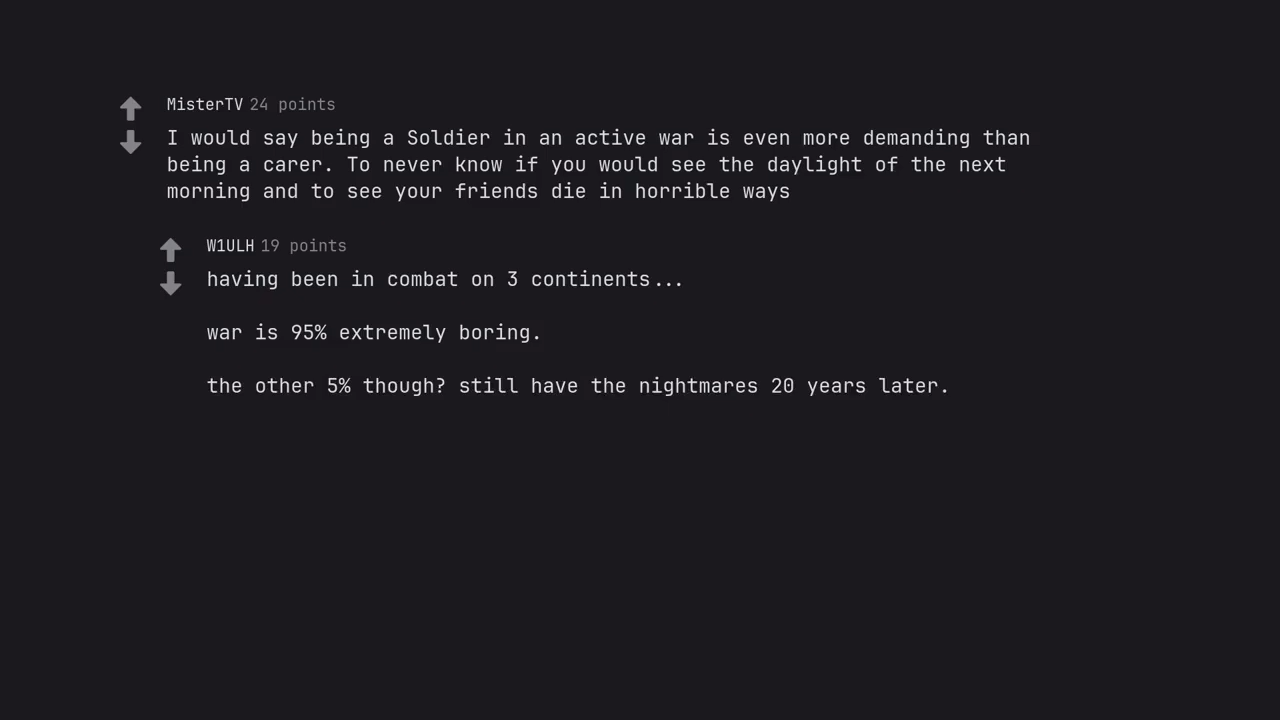 MisterTV 24 points
I would say being a Soldier in an active war is even more demanding than
being a carer. To never know if you would see the daylight of the next
morning and to see your friends die in horrible ways
W1ULH 19 points
having been in combat on 3 continents...
war is 95% extremely boring.
the other 5% though? still have the nightmares 20 years later.